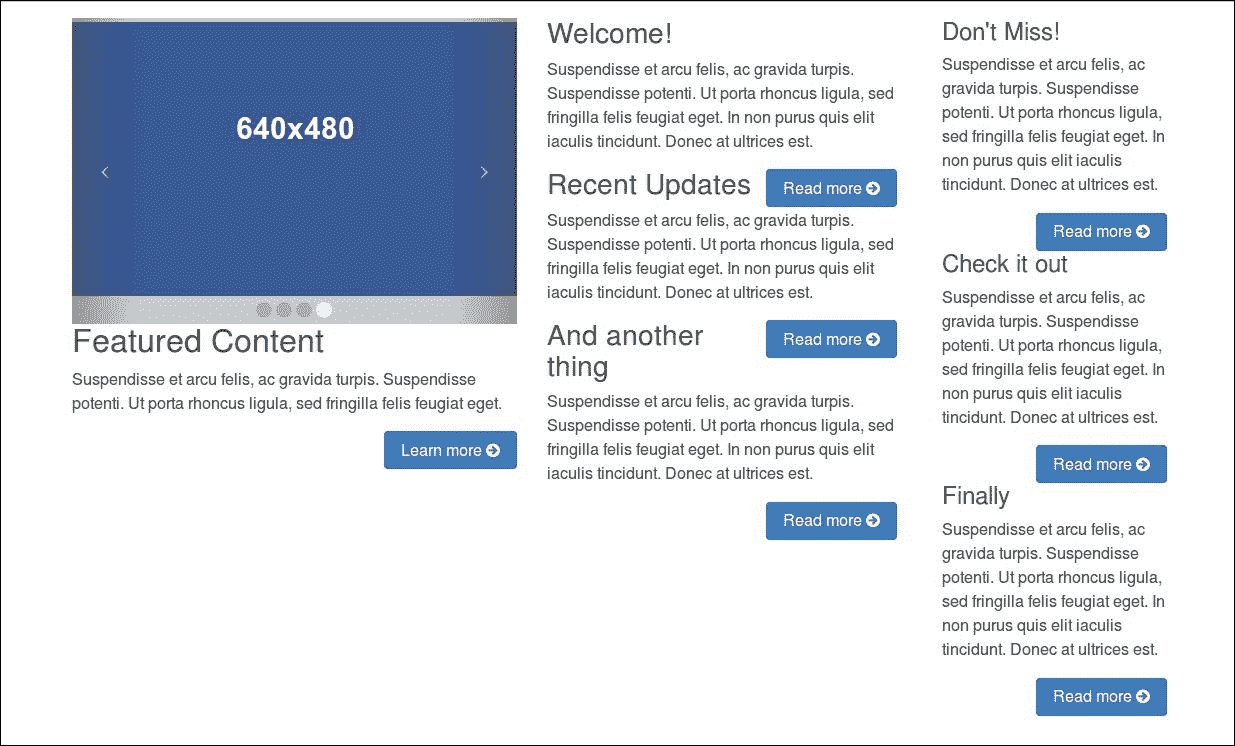 640x480
Featured Content
Suspendisse et arcu felis, ac gravida turpis. Suspendisse
potenti. Ut porta rhoncus ligula, sed fringilla felis feugiat eget.
Learn more
Welcome!
Suspendisse et arcu felis, ac gravida turpis.
Suspendisse potenti. Ut porta rhoncus ligula, sed
fringilla felis feugiat eget. In non purus quis elit
iaculis tincidunt. Donec at ultrices est.
Read more
Recent Updates
Suspendisse et arcu felis, ac gravida turpis.
Suspendisse potenti. Ut porta rhoncus ligula, sed
fringilla felis feugiat eget. In non purus quis elit
iaculis tincidunt. Donec at ultrices est.
Read more
And another
thing
Suspendisse et arcu felis, ac gravida turpis.
Suspendisse potenti. Ut porta rhoncus ligula, sed
fringilla felis feugiat eget. In non purus quis elit
iaculis tincidunt. Donec at ultrices est.
Read more
Don't Miss!
Suspendisse et arcu felis, ac
gravida turpis. Suspendisse
potenti. Ut porta rhoncus ligula,
sed fringilla felis feugiat eget. In
non purus quis elit iaculis
tincidunt. Donec at ultrices est.
Read more
Check it out
Suspendisse et arcu felis, ac
gravida turpis. Suspendisse
potenti. Ut porta rhoncus ligula,
sed fringilla felis feugiat eget. In
non purus quis elit iaculis
tincidunt. Donec at ultrices est.
Read more
Finally
Suspendisse et arcu felis, ac
gravida turpis. Suspendisse
potenti. Ut porta rhoncus ligula,
sed fringilla felis feugiat eget. In
non purus quis elit iaculis
tincidunt. Donec at ultrices est.
Read more